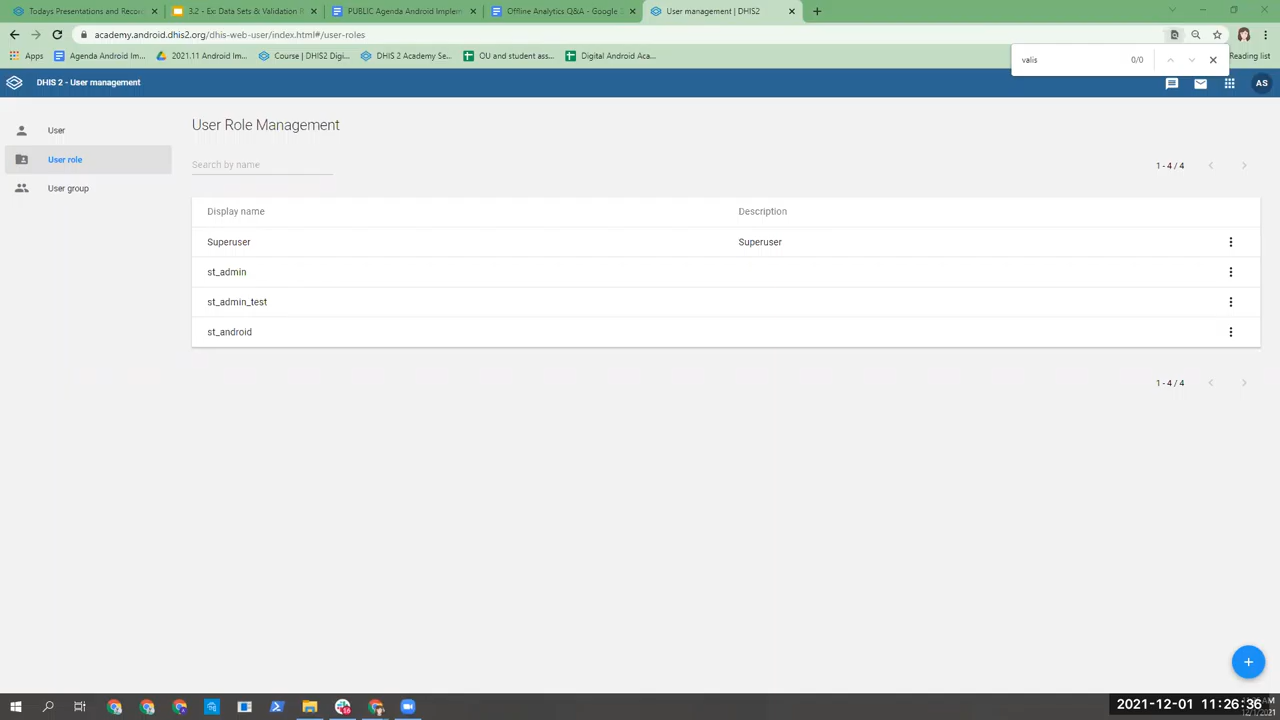 Todays Presentations and Recor
3.2 - Ex: Data Sets & Validation R
PUBLIC Agenda Android Implem
Offline Analytics Q&A - Google S
User management | DHIS2
academy.android.dhis2.org/dhis-web-user/index.html#/user-roles
Apps
Agenda Android Im...
2021.11 Android Im...
Course | DHIS2 Digi...
DHIS 2 Academy Se...
OU and student ass...
Digital Android Aca...
Reading list
valis
0/0
DHIS 2 - User management
AS
User
User role
User group
User Role Management
Search by name
1 - 4 / 4
Display name
Description
Superuser
Superuser
st_admin
st_admin_test
st_android
1 - 4 / 4
2021-12-01 11:26:36